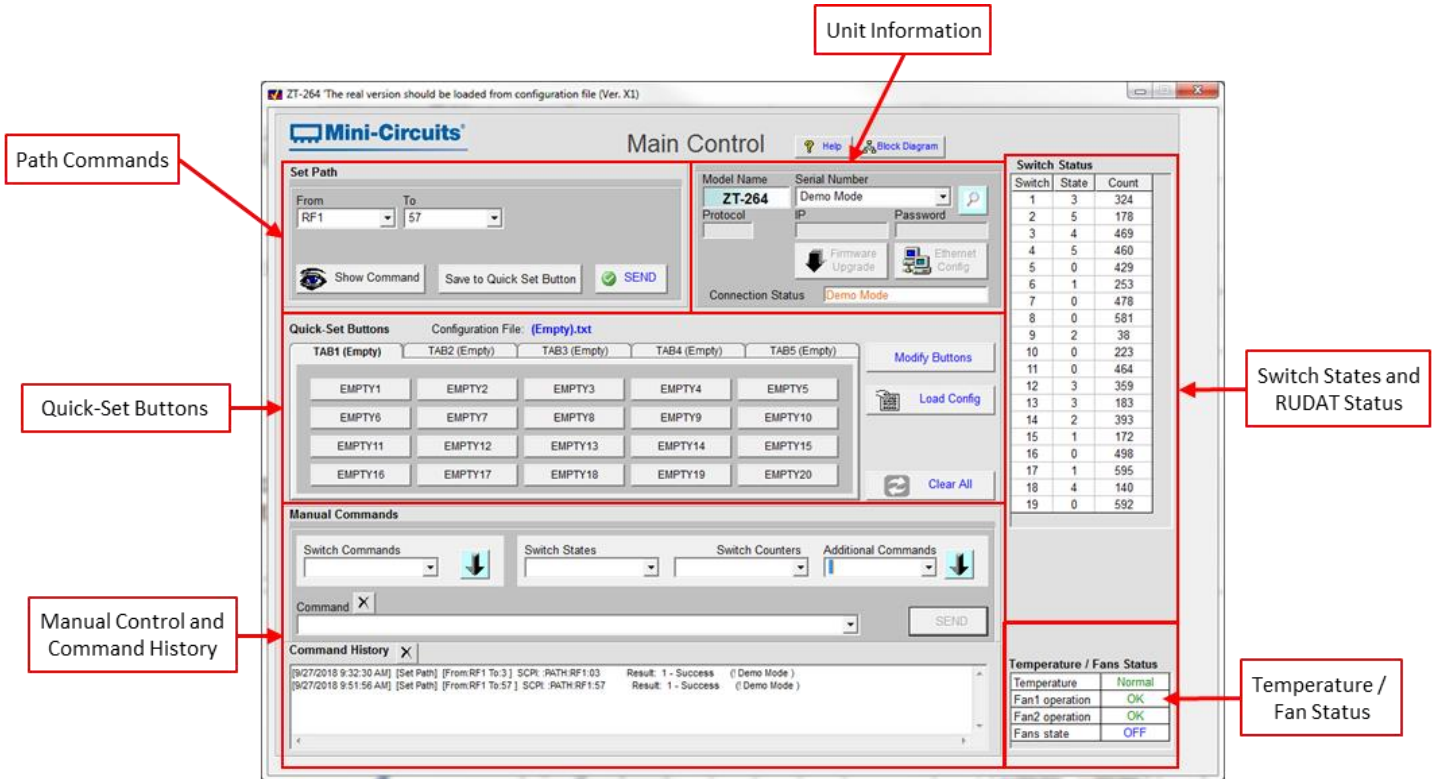 Unit Information
ZT-264 'The real version should be loaded from configuration file (Ver. X1)
Mini-Circuits®
Main Control
Help
Block Diagram
Path Commands
Set Path
From To
RF1 57
Show Command
Save to Quick Set Button
SEND
Model Name Serial Number
ZT-264 Demo Mode
Protocol IP Password
Firmware
Upgrade
Ethernet
Config
Connection Status Demo Mode
Quick-Set Buttons
Quick-Set Buttons Configuration File: (Empty).txt
TAB1 (Empty) TAB2 (Empty) TAB3 (Empty) TAB4 (Empty) TAB5 (Empty)
EMPTY1 EMPTY2 EMPTY3 EMPTY4 EMPTY5
EMPTY6 EMPTY7 EMPTY8 EMPTY9 EMPTY10
EMPTY11 EMPTY12 EMPTY13 EMPTY14 EMPTY15
EMPTY16 EMPTY17 EMPTY18 EMPTY19 EMPTY20
Modify Buttons
Load Config
Clear All
Manual Control and
Command History
Manual Commands
Switch Commands Switch States Switch Counters Additional Commands
Command X
SEND
Command History X
[9/27/2018 9:32:30 AM] [Set Path] [From:RF1 To:3 ] SCPI: :PATH:RF1:03 Result: 1 - Success (! Demo Mode )
[9/27/2018 9:51:56 AM] [Set Path] [From:RF1 To:57 ] SCPI: :PATH:RF1:57 Result: 1 - Success (! Demo Mode )
Switch Status
Switch State Count
1 3 324
2 5 178
3 4 469
4 5 460
5 0 429
6 1 253
7 0 478
8 0 581
9 2 38
10 0 223
11 0 464
12 3 359
13 3 183
14 2 393
15 1 172
16 0 498
17 1 595
18 4 140
19 0 592
Switch States and
RUDAT Status
Temperature / Fans Status
Temperature Normal
Fan1 operation OK
Fan2 operation OK
Fans state OFF
Temperature /
Fan Status